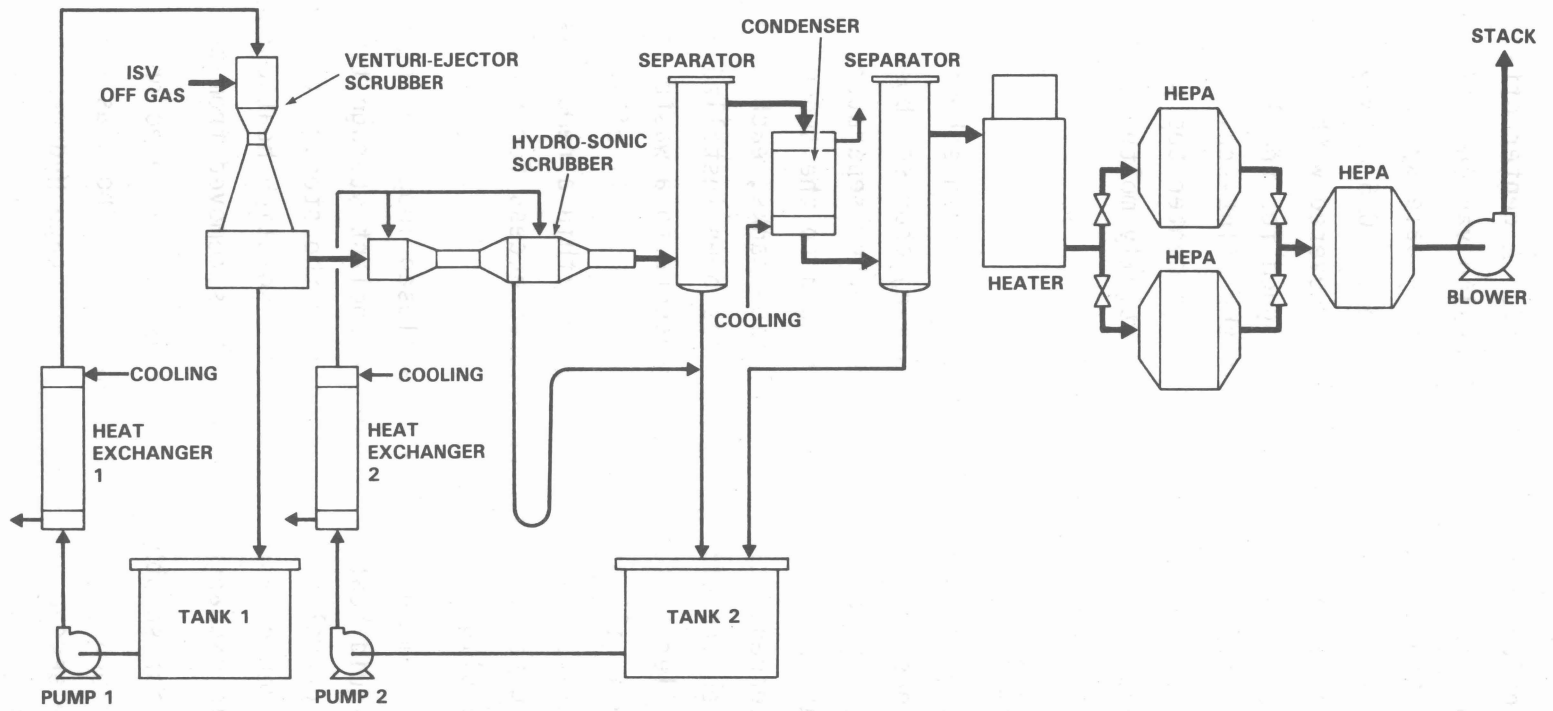 CONDENSER
STACK
ISV
OFF GAS
VENTURI-EJECTOR
SCRUBBER
SEPARATOR
SEPARATOR
HEPA
HYDRO-SONIC
SCRUBBER
HEPA
HEPA
HEATER
BLOWER
COOLING
COOLING
COOLING
HEAT
EXCHANGER
1
HEAT
EXCHANGER
2
TANK 1
TANK 2
PUMP 1
PUMP 2